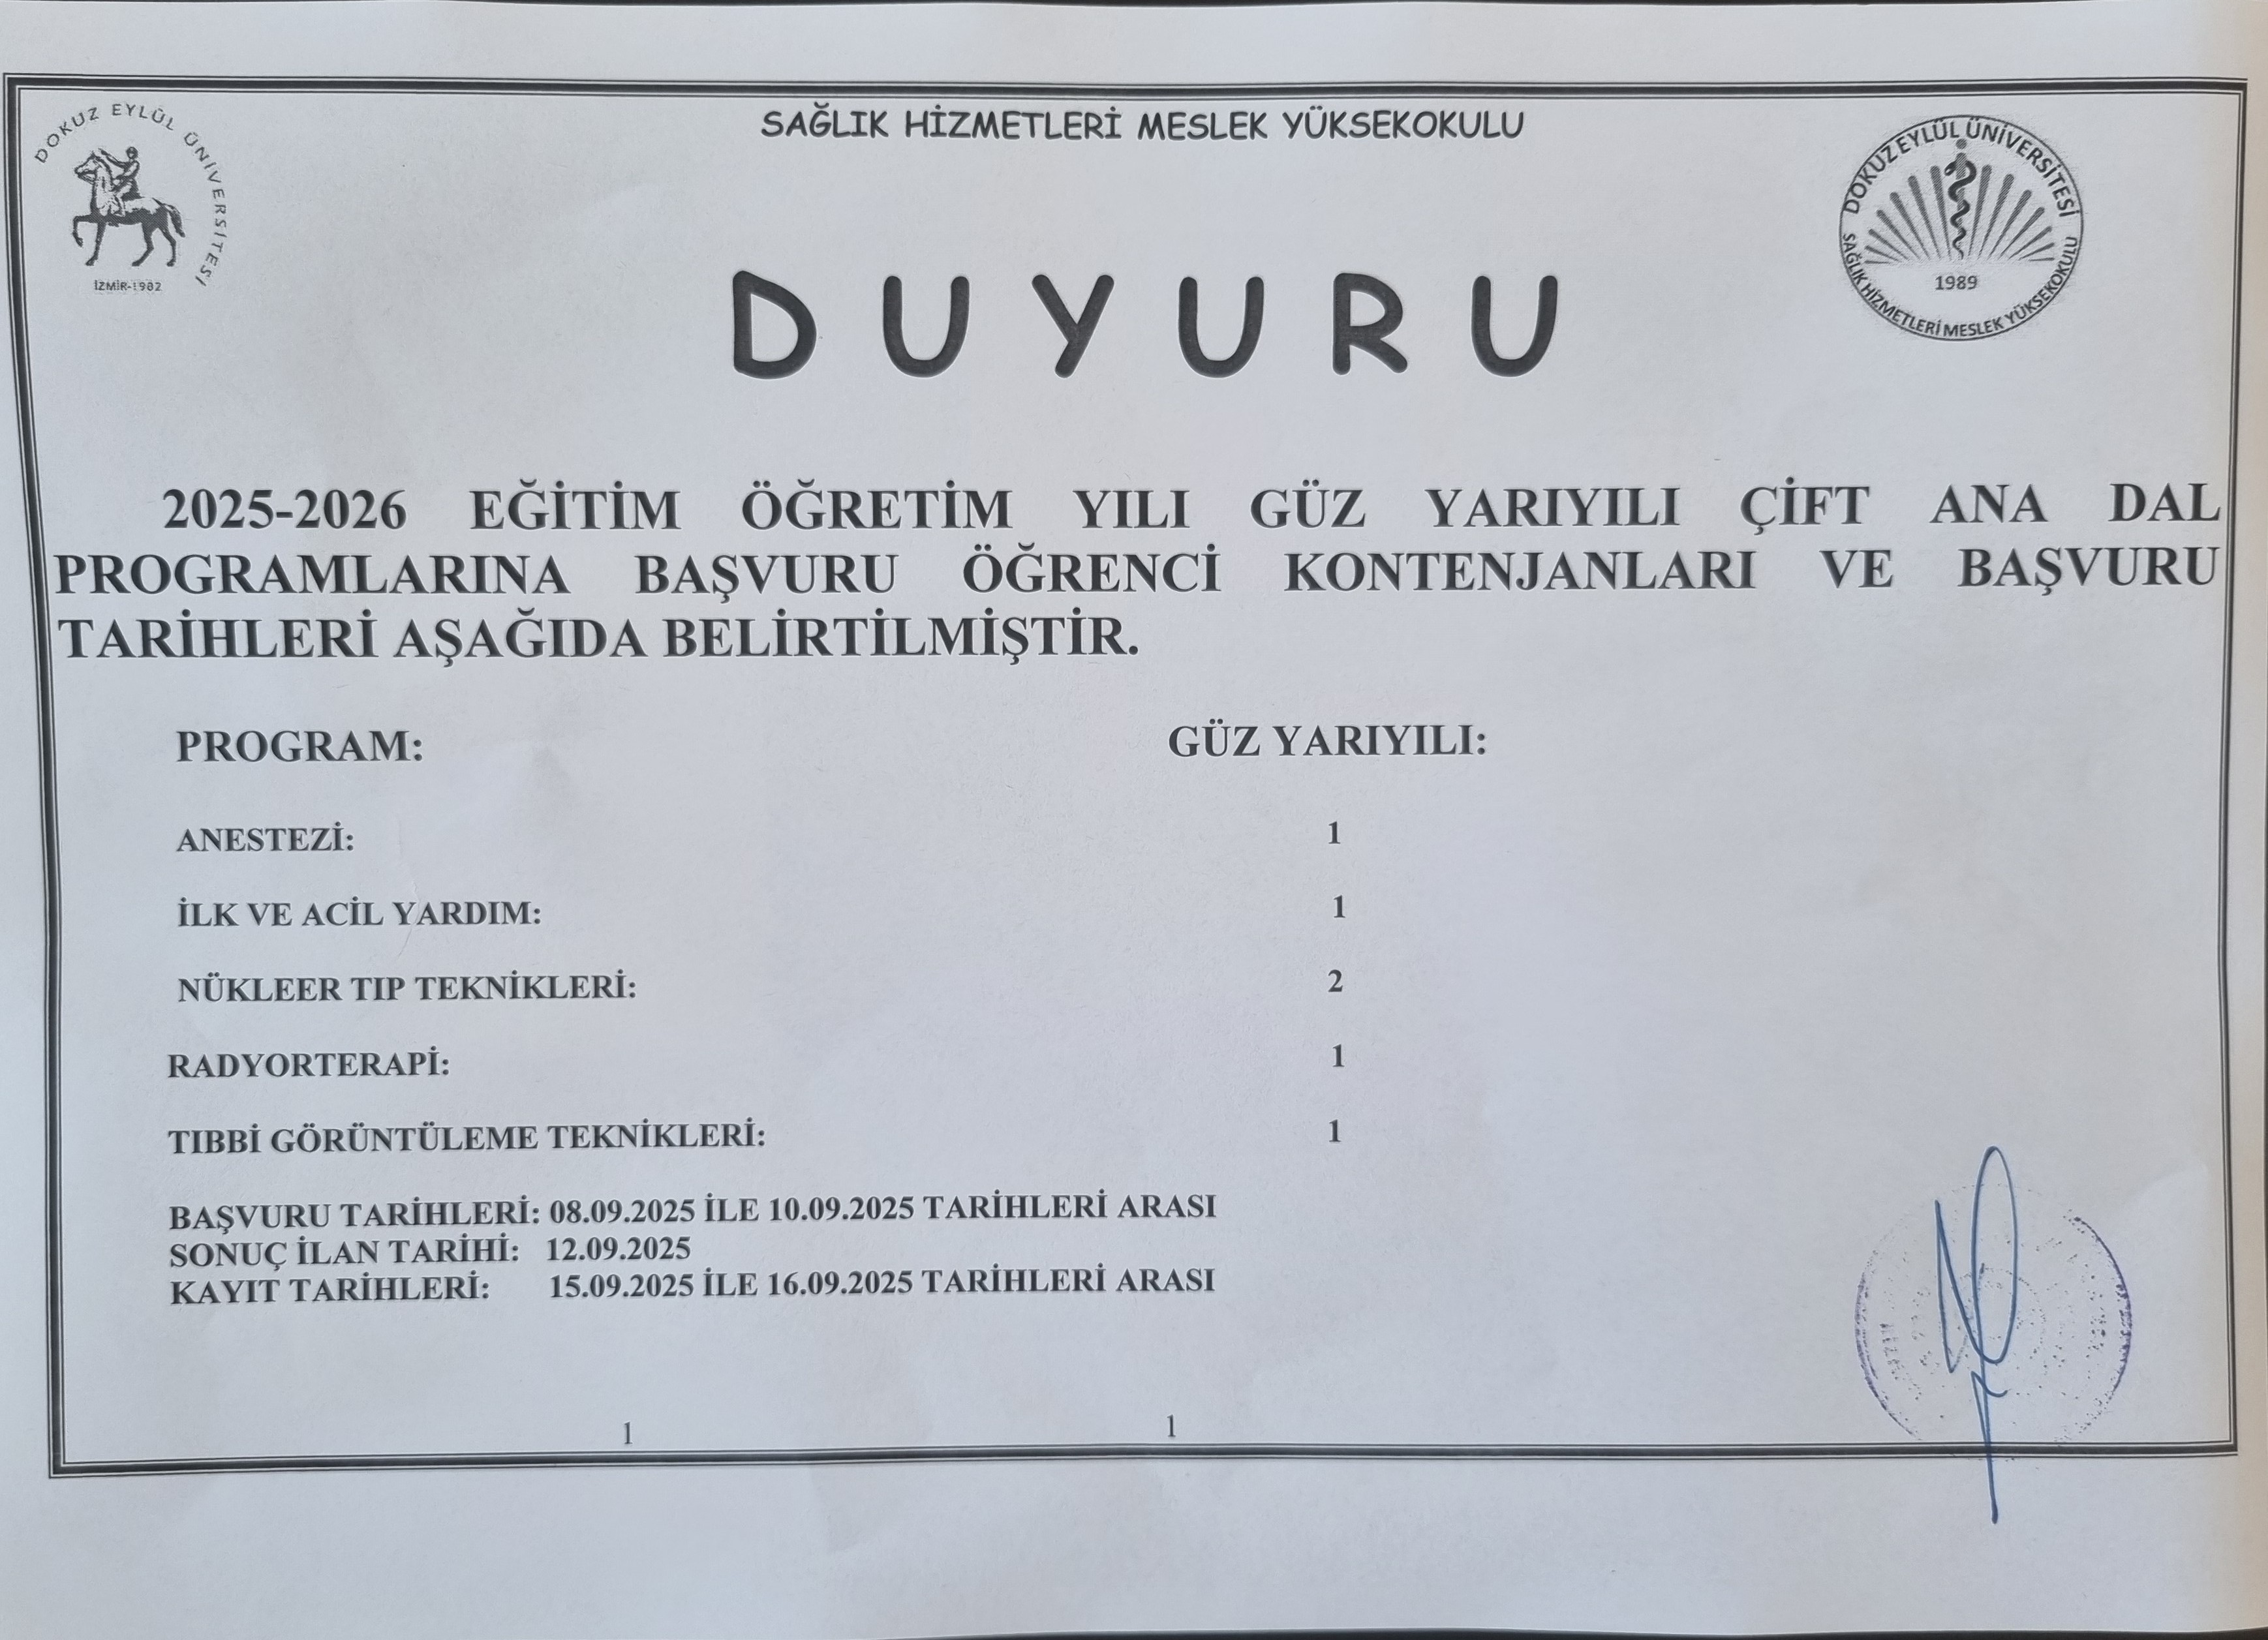 DOKUZ EYLÜL ÜNİVERSİTESİ
İZMİR-1982
SAĞLIK HİZMETLERİ MESLEK YÜKSEKOKULU
DOKUZ EYLÜL ÜNİVERSİTESİ
SAĞLIK HİZMETLERİ MESLEK YÜKSEKOKULU
1989
DUYURU
2025-2026 EĞİTİM ÖĞRETİM YILI GÜZ YARIYILI ÇİFT ANA DAL
PROGRAMLARINA BAŞVURU ÖĞRENCİ KONTENJANLARI VE BAŞVURU
TARİHLERİ AŞAĞIDA BELİRTİLMİŞTİR.
PROGRAM: GÜZ YARIYILI:
ANESTEZİ: 1
İLK VE ACİL YARDIM: 1
NÜKLEER TIP TEKNİKLERİ: 2
RADYORTERAPİ: 1
TIBBİ GÖRÜNTÜLEME TEKNİKLERİ: 1
BAŞVURU TARİHLERİ: 08.09.2025 İLE 10.09.2025 TARİHLERİ ARASI
SONUÇ İLAN TARİHİ: 12.09.2025
KAYIT TARİHLERİ: 15.09.2025 İLE 16.09.2025 TARİHLERİ ARASI
1 1